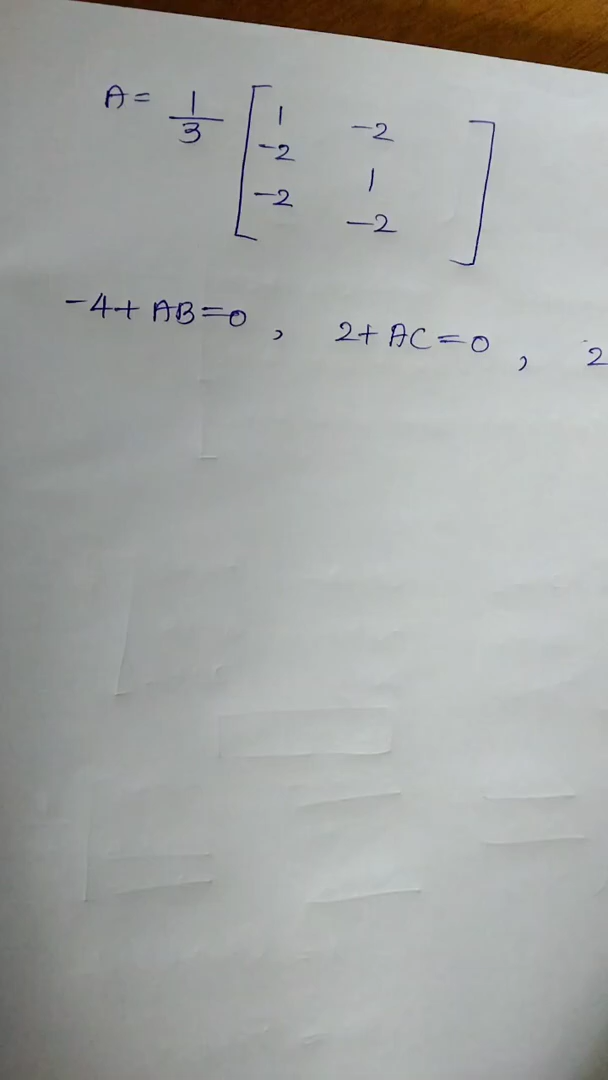 A = 1/3 [ 1 -2
-2 1
-2 -2 ]
-4 + AB = 0 , 2 + AC = 0 , 2